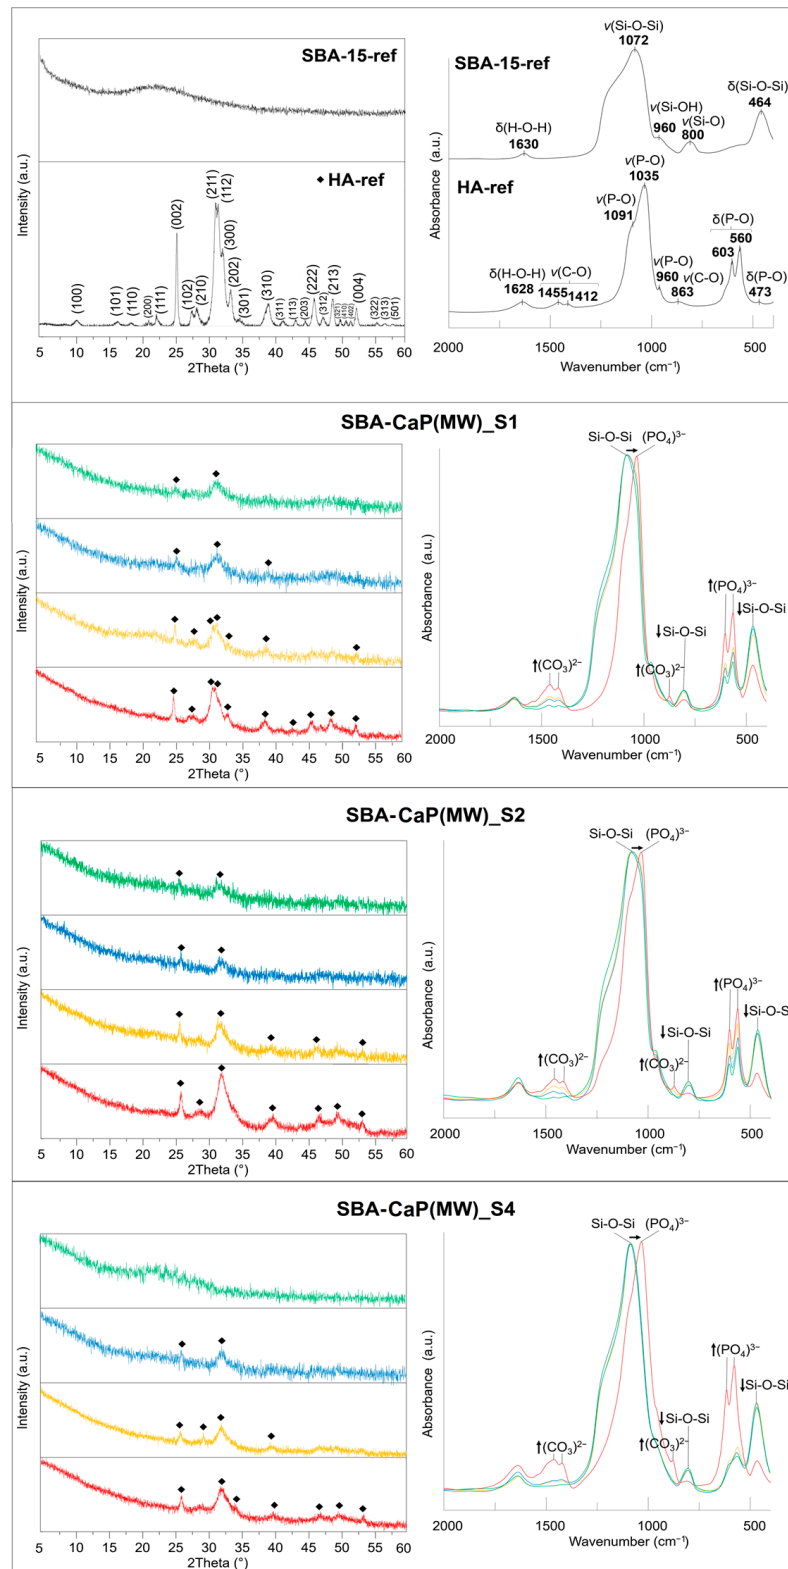 SBA-15-ref
Intensity (a.u.)
◆ HA-ref
(100)
(101)
(110)
(200)
(111)
(002)
(102)
(210)
(211)
(112)
(300)
(202)
(301)
(310)
(311)
(113)
(203)
(222)
(312)
(213)
(321)
(410)
(402)
(004)
(322)
(313)
(501)
5 10 15 20 25 30 35 40 45 50 55 60
2Theta (°)
SBA-15-ref
Absorbance (a.u.)
δ(H-O-H)
1630
ν(Si-O-Si)
1072
ν(Si-OH)
960
ν(Si-O)
800
δ(Si-O-Si)
464
HA-ref
δ(H-O-H)
1628
ν(C-O)
1455
1412
ν(P-O)
1091
ν(P-O)
1035
ν(P-O)
960
ν(C-O)
863
δ(P-O)
603
560
δ(P-O)
473
2000 1500 1000 500
Wavenumber (cm⁻¹)
SBA-CaP(MW)_S1
Intensity (a.u.)
5 10 15 20 25 30 35 40 45 50 55 60
2Theta (°)
Absorbance (a.u.)
Si-O-Si → (PO₄)³⁻
↑(CO₃)²⁻
↓Si-O-Si
↑(CO₃)²⁻
↑(PO₄)³⁻
↓Si-O-Si
2000 1500 1000 500
Wavenumber (cm⁻¹)
SBA-CaP(MW)_S2
Intensity (a.u.)
5 10 15 20 25 30 35 40 45 50 55 60
2Theta (°)
Absorbance (a.u.)
Si-O-Si → (PO₄)³⁻
↑(CO₃)²⁻
↓Si-O-Si
↑(CO₃)²⁻
↑(PO₄)³⁻
↓Si-O-S
2000 1500 1000 500
Wavenumber (cm⁻¹)
SBA-CaP(MW)_S4
Intensity (a.u.)
5 10 15 20 25 30 35 40 45 50 55 60
2Theta (°)
Absorbance (a.u.)
Si-O-Si → (PO₄)³⁻
↑(CO₃)²⁻
↓Si-O-Si
↑(CO₃)²⁻
↑(PO₄)³⁻
↓Si-O-Si
2000 1500 1000 500
Wavenumber (cm⁻¹)